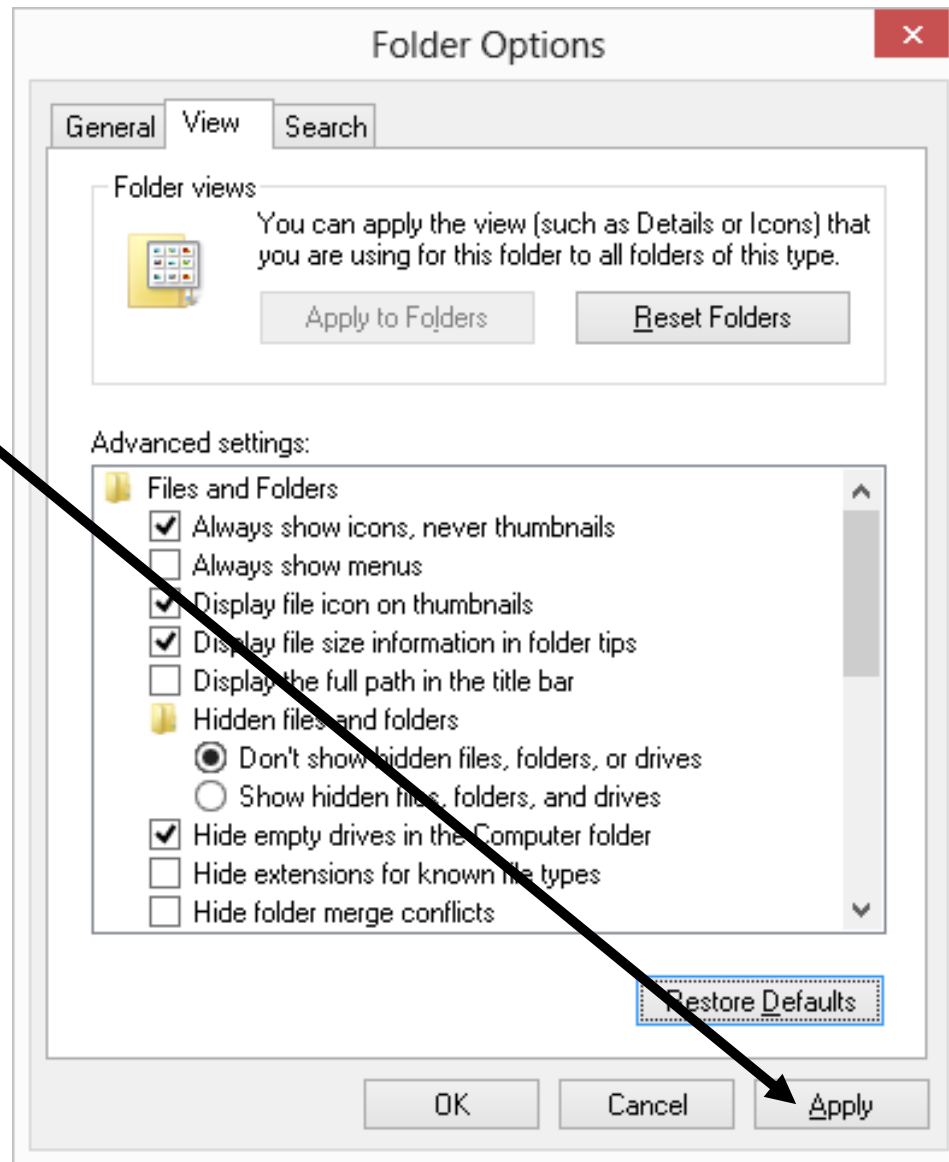 Folder Options
General
View
Search
Folder views
You can apply the view (such as Details or Icons) that
you are using for this folder to all folders of this type.
Apply to Folders
Reset Folders
Advanced settings:
Files and Folders
Always show icons, never thumbnails
Always show menus
Display file icon on thumbnails
Display file size information in folder tips
Display the full path in the title bar
Hidden files and folders
Don't show hidden files, folders, or drives
Show hidden files, folders, and drives
Hide empty drives in the Computer folder
Hide extensions for known file types
Hide folder merge conflicts
Restore Defaults
OK
Cancel
Apply